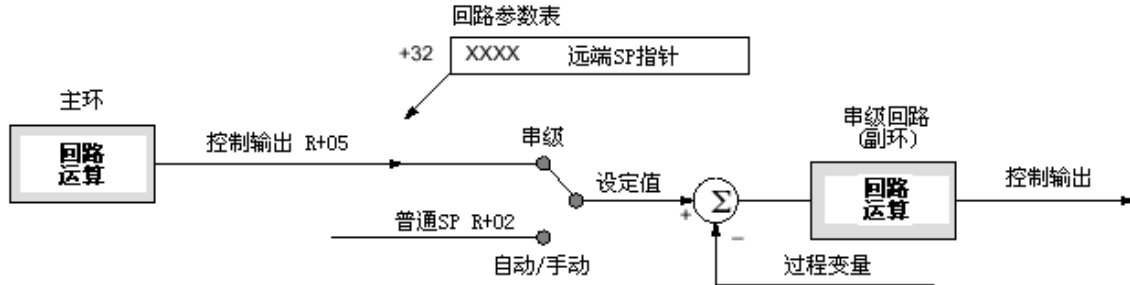 回路参数表
+32 XXXX 远端SP指针
主环
回路
运算
控制输出 R+05
串级
普通SP R+02
自动/手动
设定值
+
Σ
−
过程变量
串级回路
(副环)
回路
运算
控制输出